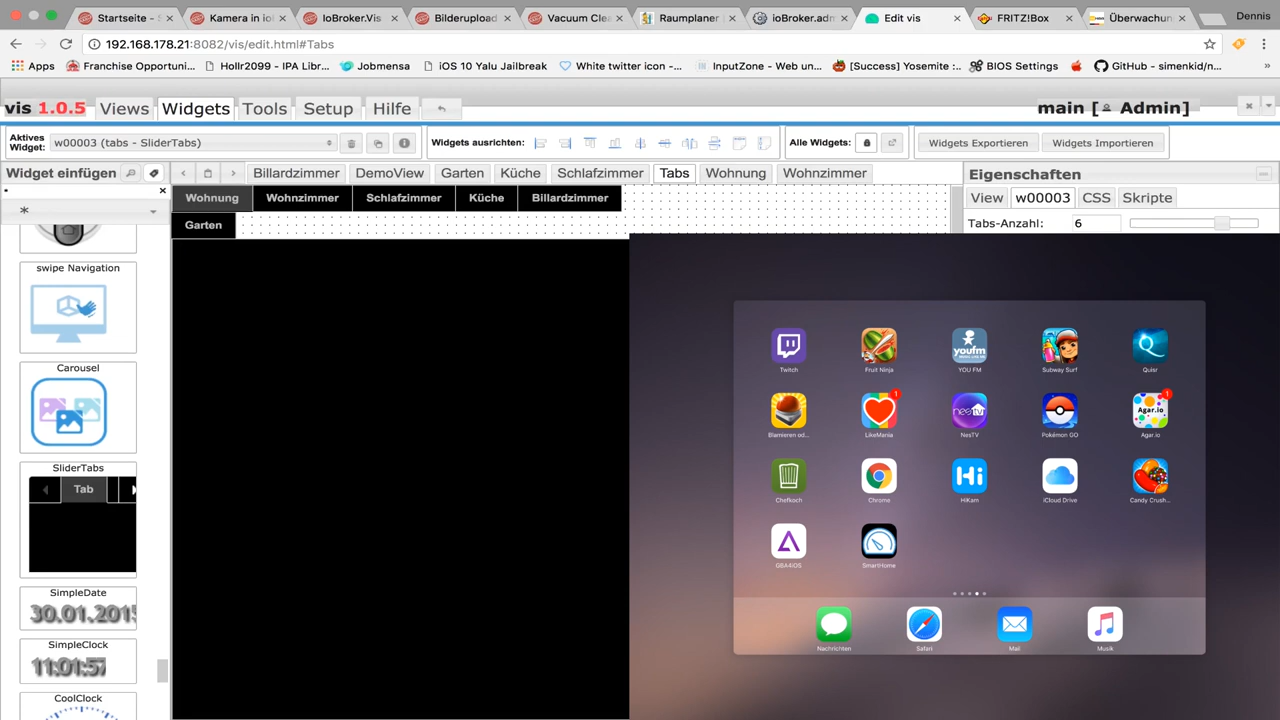 Startseite - S
Kamera in iol
IoBroker.Vis
Bilderupload
Vacuum Clea
Raumplaner
ioBroker.adm
Edit vis
FRITZ!Box
Überwachun
Dennis
192.168.178.21:8082/vis/edit.html#Tabs
Apps
Franchise Opportuni...
Hollr2099 - IPA Libr...
Jobmensa
iOS 10 Yalu Jailbreak
White twitter icon -...
InputZone - Web un...
[Success] Yosemite :...
BIOS Settings
GitHub - simenkid/n...
vis 1.0.5
Views
Widgets
Tools
Setup
Hilfe
main [ Admin]
Aktives Widget:
w00003 (tabs - SliderTabs)
Widgets ausrichten:
Alle Widgets:
Widgets Exportieren
Widgets Importieren
Widget einfügen
Billardzimmer
DemoView
Garten
Küche
Schlafzimmer
Tabs
Wohnung
Wohnzimmer
Eigenschaften
View
w00003
CSS
Skripte
Tabs-Anzahl:
6
*
Wohnung
Wohnzimmer
Schlafzimmer
Küche
Billardzimmer
Garten
swipe Navigation
Carousel
SliderTabs
Tab
SimpleDate
30.01.2015
SimpleClock
11:01:57
CoolClock
Twitch
Fruit Ninja
YOU FM
Subway Surf
Quisr
Blamieren od...
LikeMania
NesTV
Pokémon GO
Agar.io
Chefkoch
Chrome
HiKam
iCloud Drive
Candy Crush...
GBA4iOS
SmartHome
Nachrichten
Safari
Mail
Musik